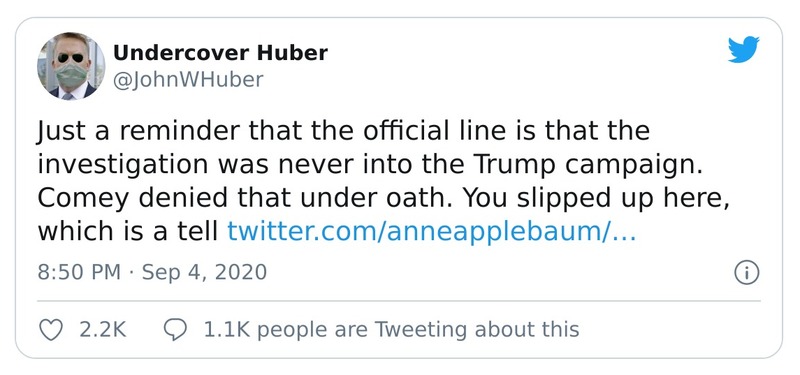 Undercover Huber
@JohnWHuber
Just a reminder that the official line is that the
investigation was never into the Trump campaign.
Comey denied that under oath. You slipped up here,
which is a tell twitter.com/anneapplebaum/…
8:50 PM · Sep 4, 2020
2.2K 1.1K people are Tweeting about this